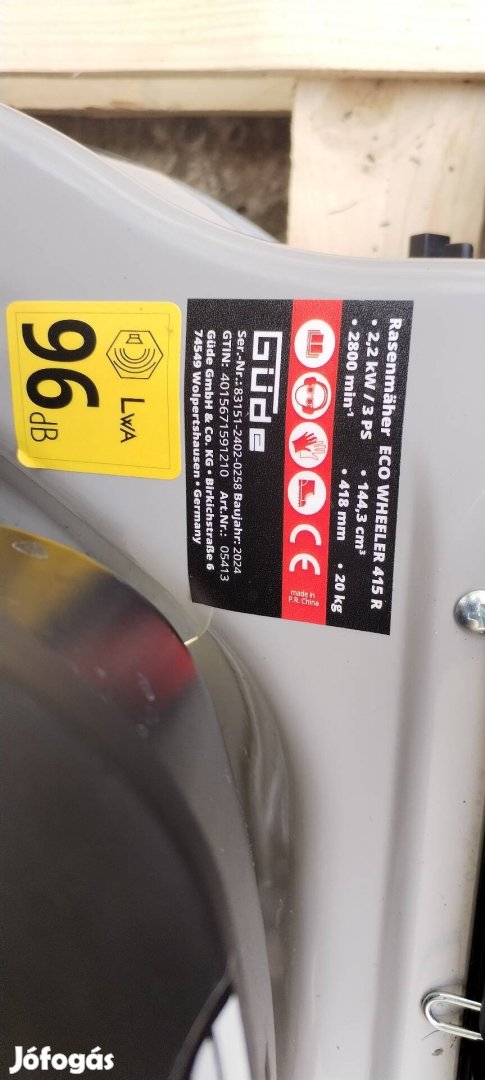 Rasenmäher ECO WHEELER 415 R
• 2,2 kW / 3 PS • 144,3 cm³ • 20 kg
• 2800 min⁻¹ • 418 mm
CE
made in
P.R. China
Güde
Ser.-Nr.: 83151-2402-0258 Baujahr: 2024
GTIN: 4015671591210 Art.Nr.: 05413
Güde GmbH & Co. KG • Birkichstraße 6
74549 Wolpertshausen • Germany
LWA
96 dB
Jófogás